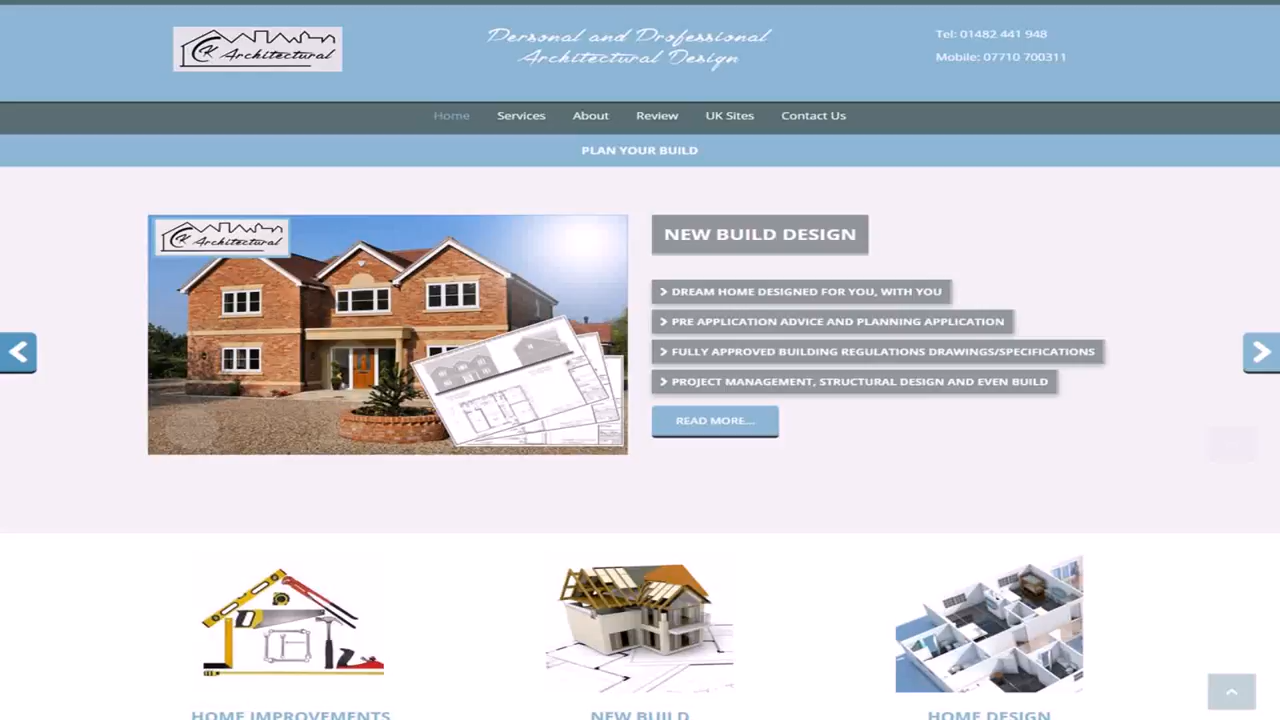 CK Architectural
Personal and Professional
Architectural Design
Tel: 01482 441 948
Mobile: 07710 700311
Home Services About Review UK Sites Contact Us
PLAN YOUR BUILD
CK Architectural
NEW BUILD DESIGN
DREAM HOME DESIGNED FOR YOU, WITH YOU
PRE APPLICATION ADVICE AND PLANNING APPLICATION
FULLY APPROVED BUILDING REGULATIONS DRAWINGS/SPECIFICATIONS
PROJECT MANAGEMENT, STRUCTURAL DESIGN AND EVEN BUILD
READ MORE...
HOME IMPROVEMENTS NEW BUILD HOME DESIGN